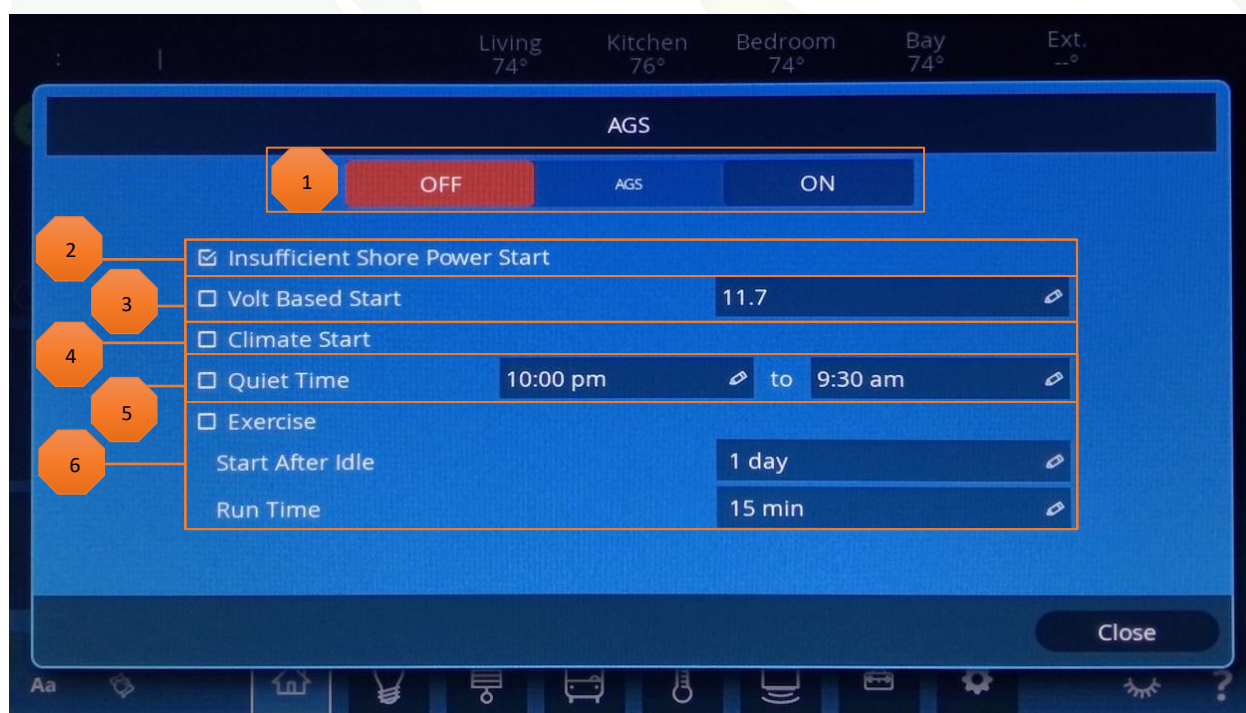 : | Living Kitchen Bedroom Bay Ext.
74° 76° 74° 74° --°
AGS
1 OFF AGS ON
2 Insufficient Shore Power Start
3 Volt Based Start 11.7
4 Climate Start
5 Quiet Time 10:00 pm to 9:30 am
Exercise
6 Start After Idle 1 day
Run Time 15 min
Close
Aa ?